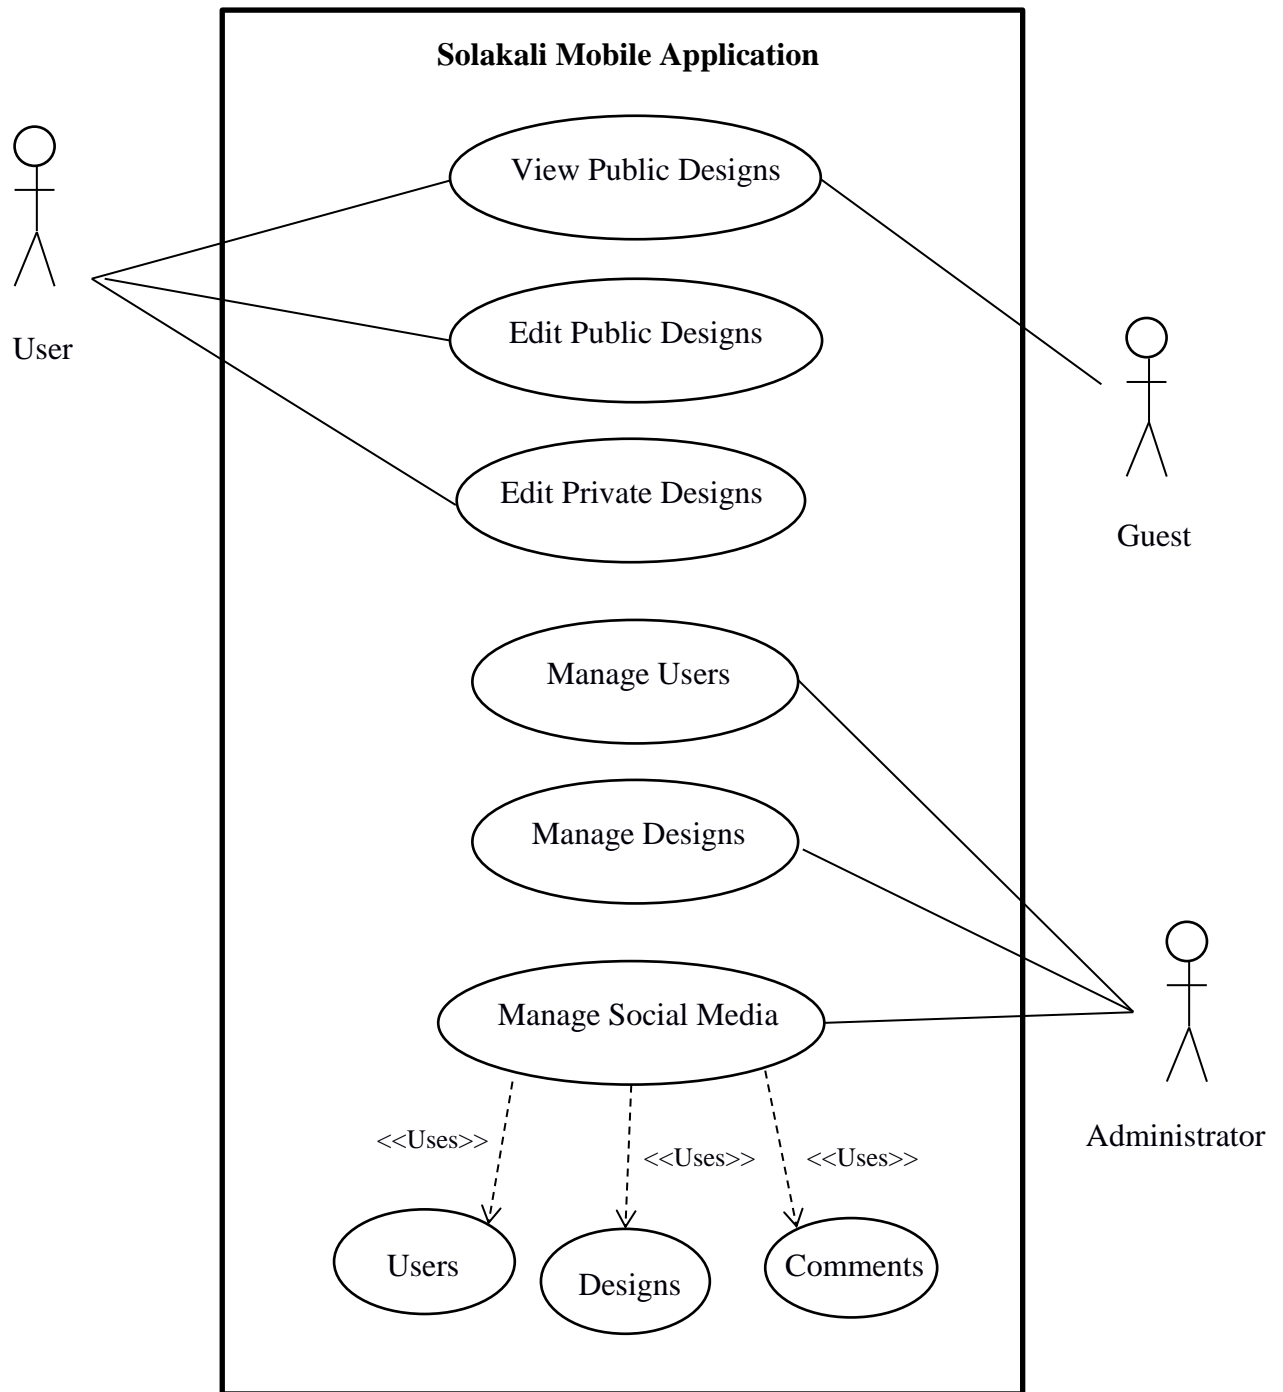 Solakali Mobile Application
View Public Designs
Edit Public Designs
User
Edit Private Designs
Guest
Manage Users
Manage Designs
Manage Social Media
Administrator
<<Uses>>
<<Uses>>
<<Uses>>
Users
Designs
Comments